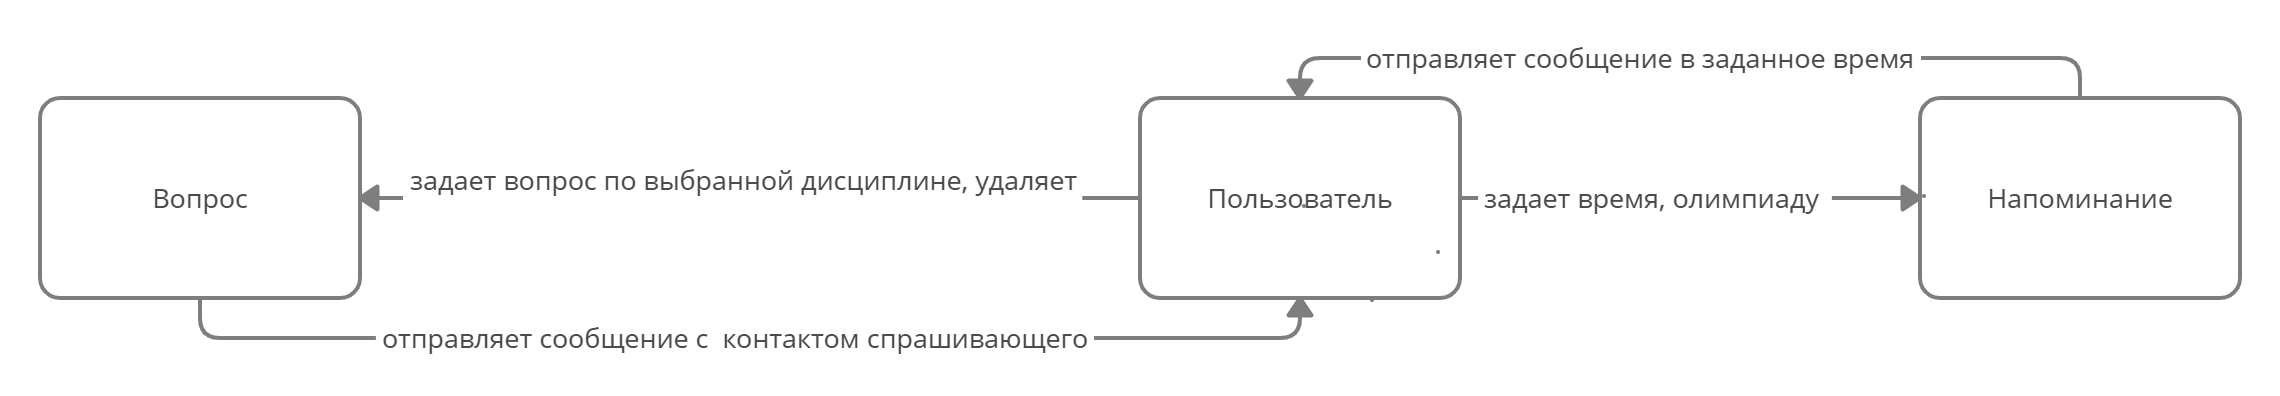 отправляет сообщение в заданное время
задает вопрос по выбранной дисциплине, удаляет
Вопрос
Пользователь
задает время, олимпиаду
Напоминание
отправляет сообщение с  контактом спрашивающего